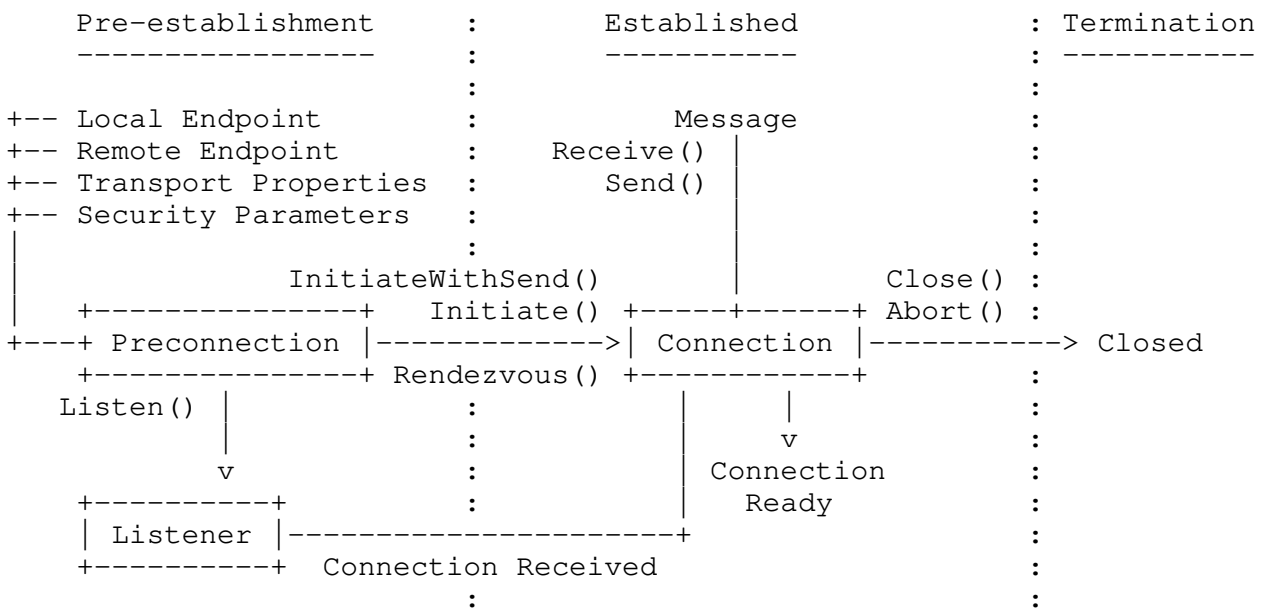 Pre-establishment : Established : Termination
----------------- : ----------- : -----------
: :
+-- Local Endpoint : Message :
+-- Remote Endpoint : Receive() | :
+-- Transport Properties : Send() | :
+-- Security Parameters : | :
| : | :
| InitiateWithSend() | Close() :
| +---------------+ Initiate() +-----+------+ Abort() :
+---+ Preconnection |------------->| Connection |-----------> Closed
+---------------+ Rendezvous() +------------+ :
Listen() | : | | :
| : | v :
v : | Connection :
+----------+ : | Ready :
| Listener |----------------------+ :
+----------+ Connection Received :
: :